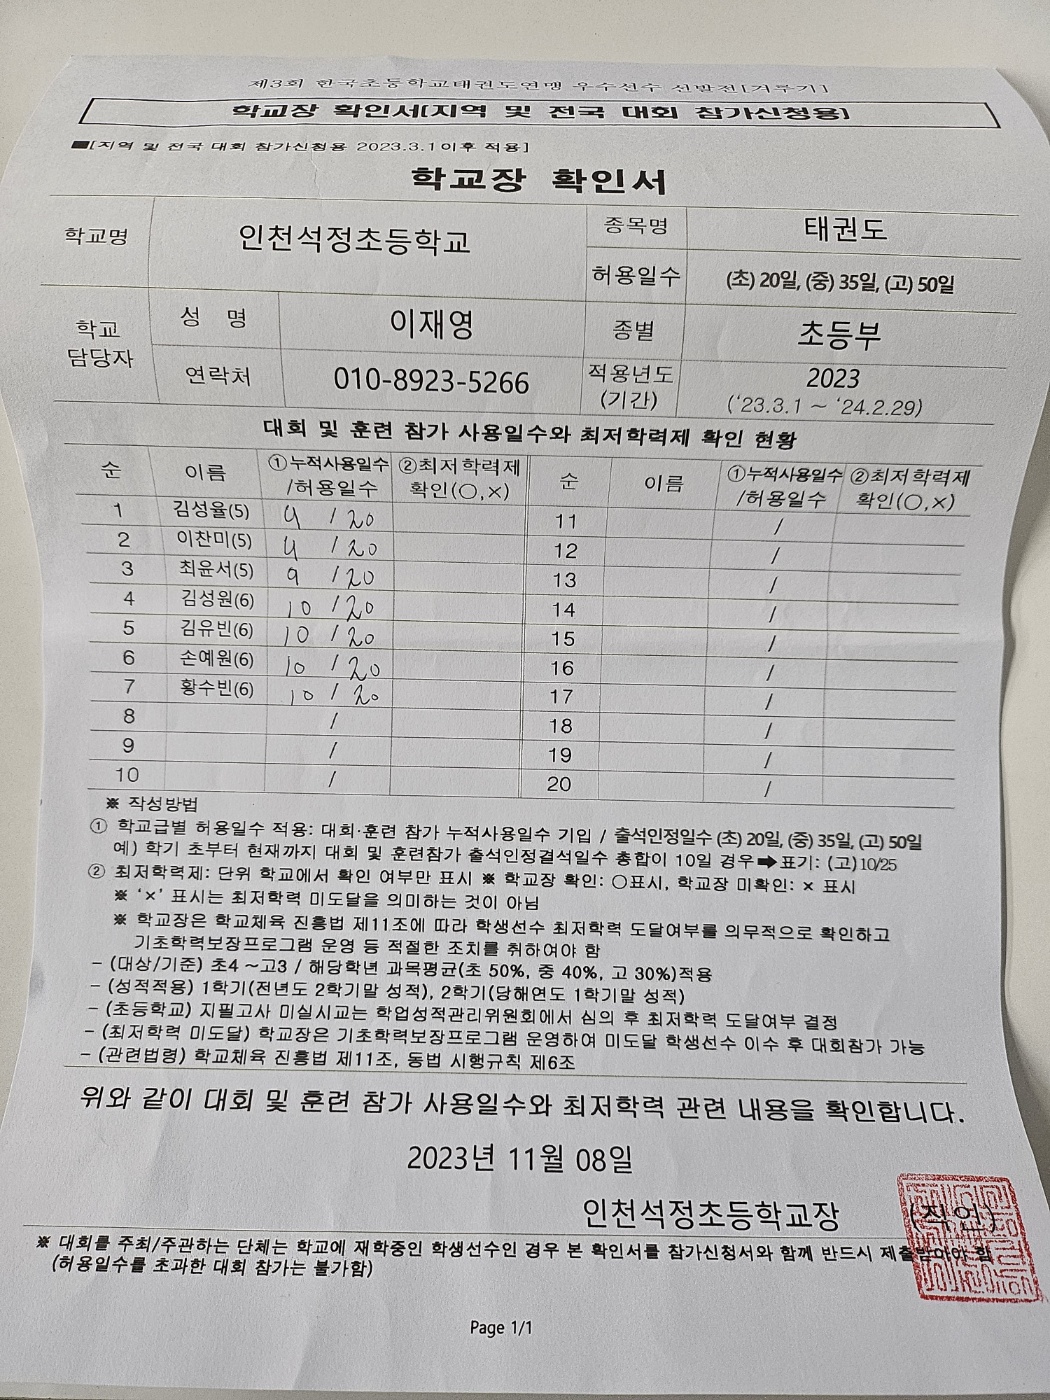 제3회 한국초등학교태권도연맹 우수선수 선발전[겨루기]
학교장 확인서[지역 및 전국 대회 참가신청용]
■[지역 및 전국 대회 참가신청용 2023.3.1이후 적용]
학교장 확인서
학교명 인천석정초등학교 종목명 태권도
허용일수 (초) 20일, (중) 35일, (고) 50일
학교 담당자 성 명 이재영 종별 초등부
연락처 010-8923-5266 적용년도 (기간) 2023 ('23.3.1 ~ '24.2.29)
대회 및 훈련 참가 사용일수와 최저학력제 확인 현황
순 이름 ①누적사용일수/허용일수 ②최저학력제 확인(○,×) 순 이름 ①누적사용일수/허용일수 ②최저학력제 확인(○,×)
1 김성율(5) /20 11 /
2 이찬미(5) /20 12 /
3 최윤서(5) 9 /20 13 /
4 김성원(6) 10 /20 14 /
5 김유빈(6) 10 /20 15 /
6 손예원(6) 10 /20 16 /
7 황수빈(6) 10 / 20 17 /
8 / 18 /
9 / 19 /
10 / 20 /
※ 작성방법
① 학교급별 허용일수 적용: 대회·훈련 참가 누적사용일수 기입 / 출석인정일수 (초) 20일, (중) 35일, (고) 50일
예) 학기 초부터 현재까지 대회 및 훈련참가 출석인정결석일수 총합이 10일 경우➡표기: (고)10/25
② 최저학력제: 단위 학교에서 확인 여부만 표시 ※ 학교장 확인: ○표시, 학교장 미확인: × 표시
※ '×' 표시는 최저학력 미도달을 의미하는 것이 아님
※ 학교장은 학교체육 진흥법 제11조에 따라 학생선수 최저학력 도달여부를 의무적으로 확인하고
기초학력보장프로그램 운영 등 적절한 조치를 취하여야 함
- (대상/기준) 초4 ~고3 / 해당학년 과목평균(초 50%, 중 40%, 고 30%)적용
- (성적적용) 1학기(전년도 2학기말 성적), 2학기(당해연도 1학기말 성적)
- (초등학교) 지필고사 미실시교는 학업성적관리위원회에서 심의 후 최저학력 도달여부 결정
- (최저학력 미도달) 학교장은 기초학력보장프로그램 운영하여 미도달 학생선수 이수 후 대회참가 가능
- (관련법령) 학교체육 진흥법 제11조, 동법 시행규칙 제6조
위와 같이 대회 및 훈련 참가 사용일수와 최저학력 관련 내용을 확인합니다.
2023년 11월 08일
인천석정초등학교장 (직인)
※ 대회를 주최/주관하는 단체는 학교에 재학중인 학생선수인 경우 본 확인서를 참가신청서와 함께 반드시 제출받아야 함
(허용일수를 초과한 대회 참가는 불가함)
Page 1/1